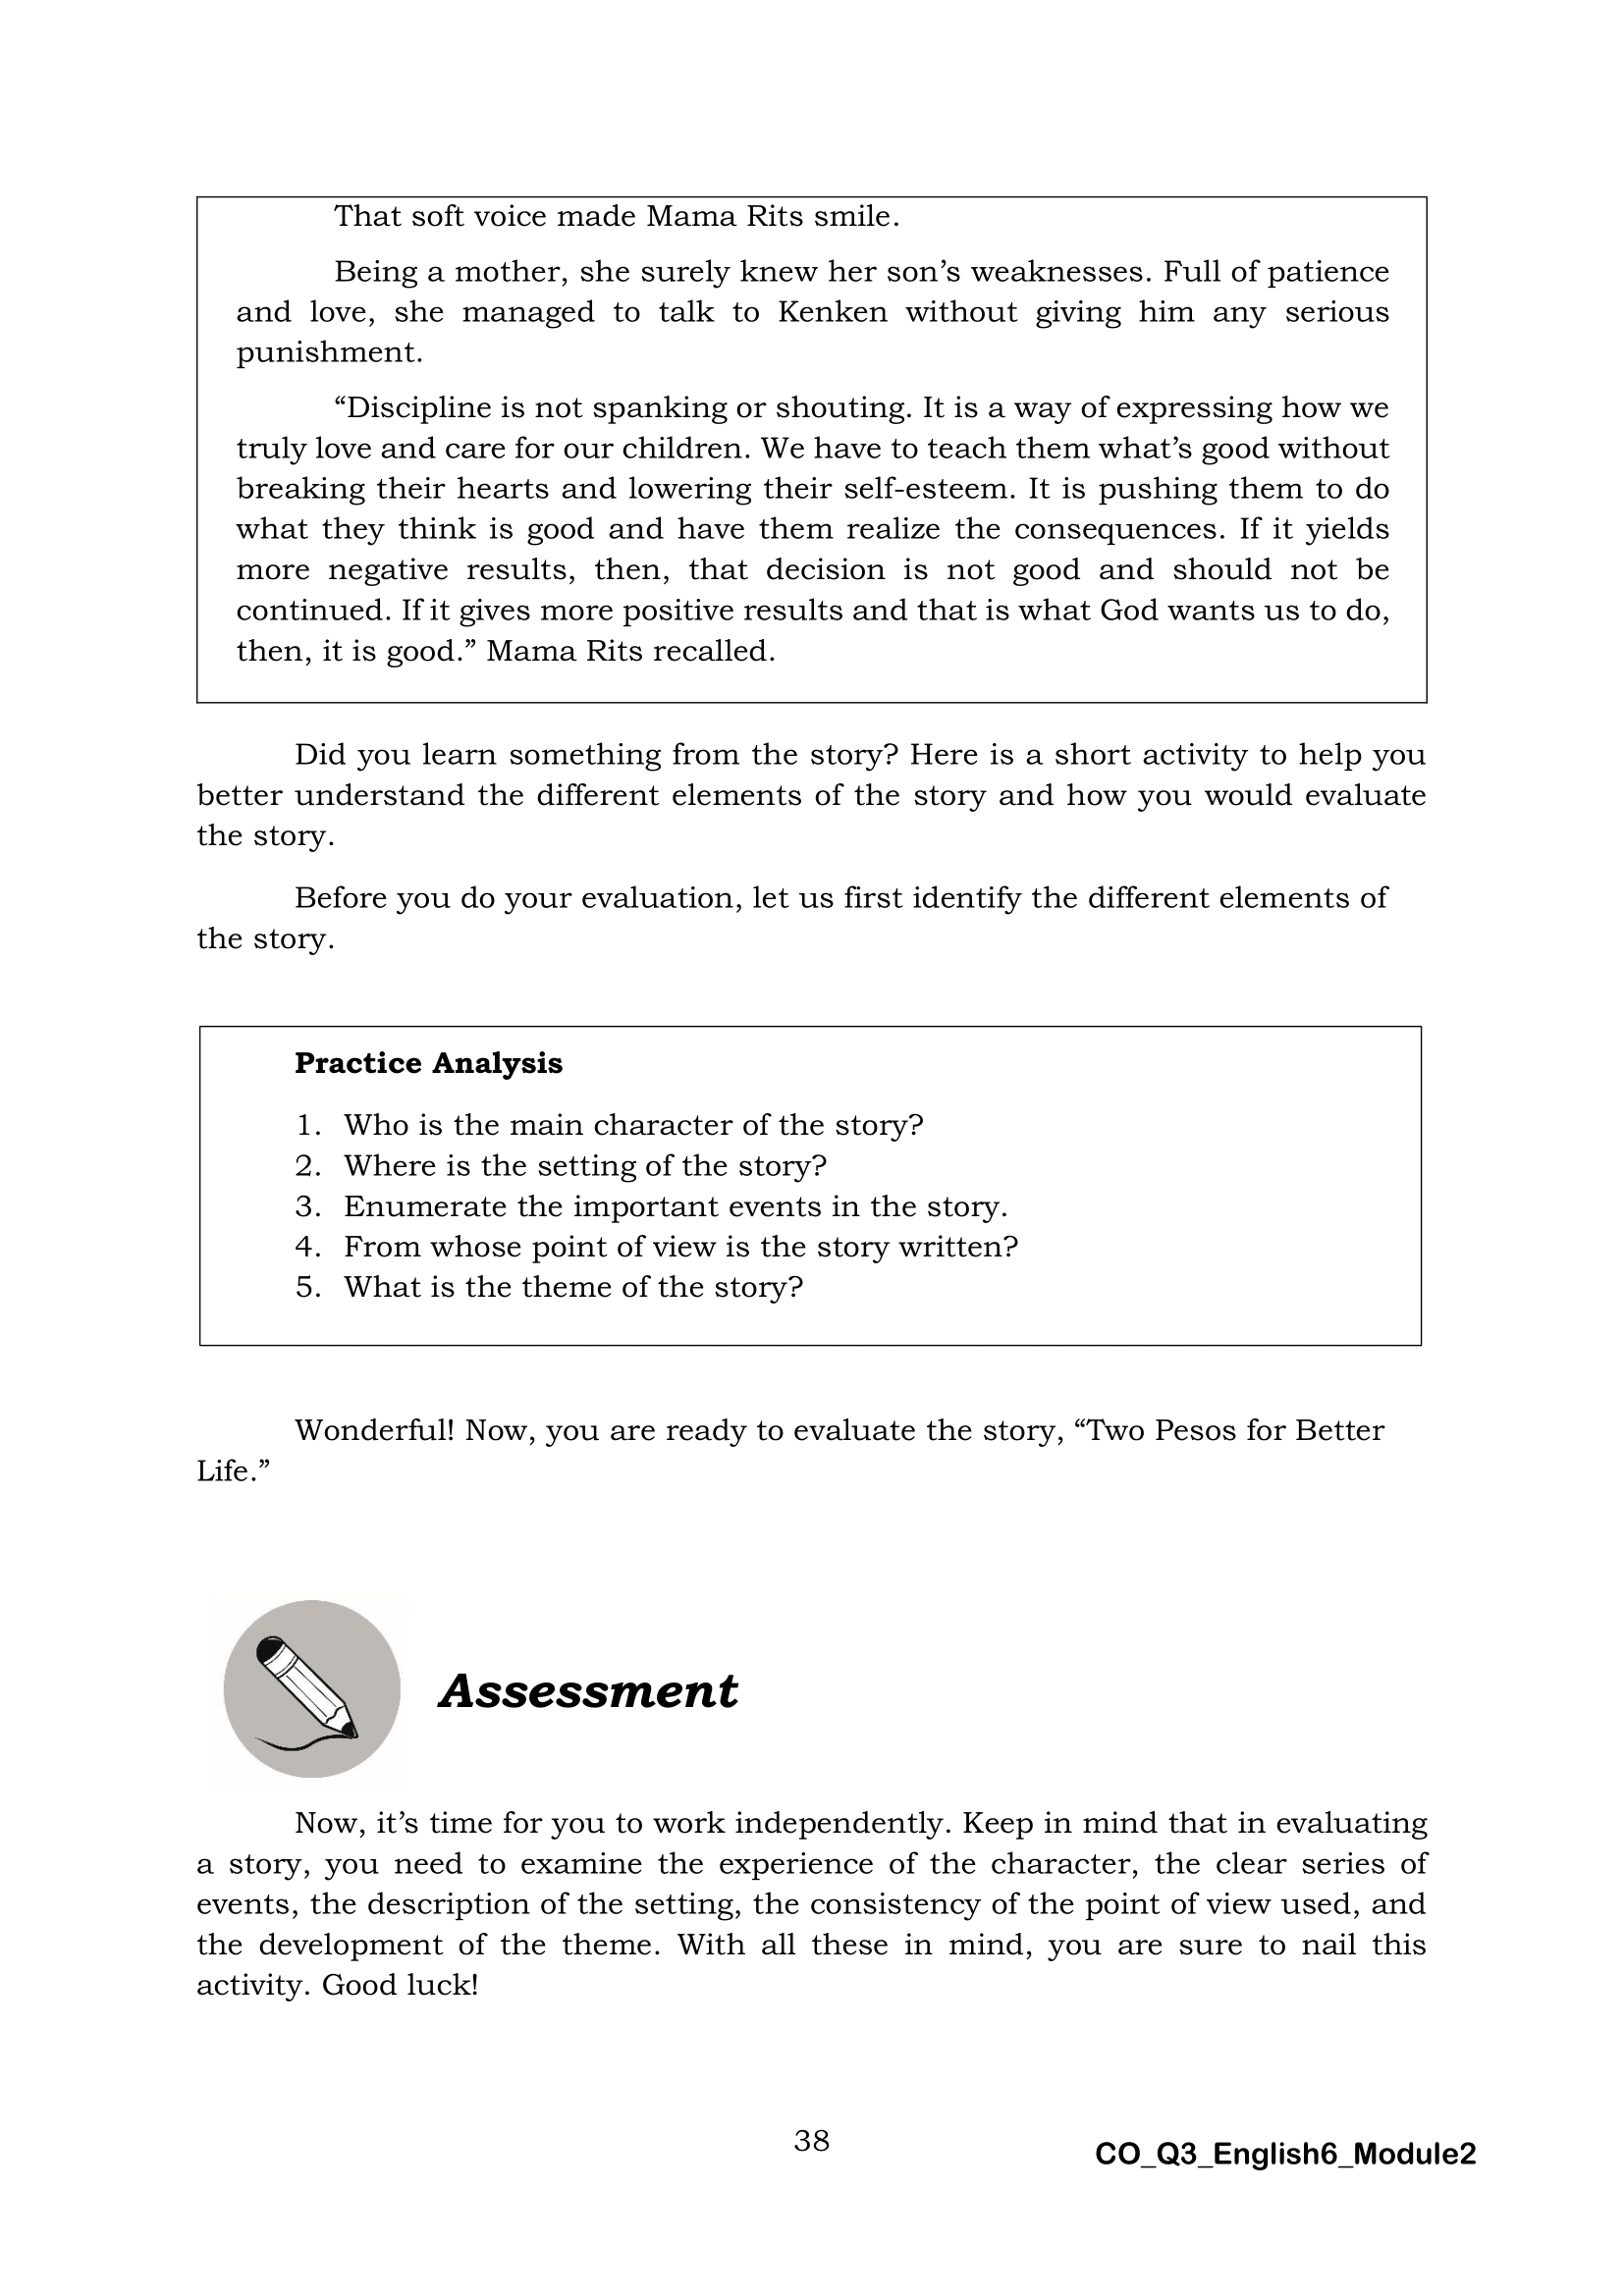 That soft voice made Mama Rits smile.
Being a mother, she surely knew her son’s weaknesses. Full of patience
and love, she managed to talk to Kenken without giving him any serious
punishment.
“Discipline is not spanking or shouting. It is a way of expressing how we
truly love and care for our children. We have to teach them what’s good without
breaking their hearts and lowering their self-esteem. It is pushing them to do
what they think is good and have them realize the consequences. If it yields
more negative results, then, that decision is not good and should not be
continued. If it gives more positive results and that is what God wants us to do,
then, it is good.” Mama Rits recalled.
Did you learn something from the story? Here is a short activity to help you
better understand the different elements of the story and how you would evaluate
the story.
Before you do your evaluation, let us first identify the different elements of
the story.
Practice Analysis
1. Who is the main character of the story?
2. Where is the setting of the story?
3. Enumerate the important events in the story.
4. From whose point of view is the story written?
5. What is the theme of the story?
Wonderful! Now, you are ready to evaluate the story, “Two Pesos for Better
Life.”
Assessment
Now, it’s time for you to work independently. Keep in mind that in evaluating
a story, you need to examine the experience of the character, the clear series of
events, the description of the setting, the consistency of the point of view used, and
the development of the theme. With all these in mind, you are sure to nail this
activity. Good luck!
38
CO_Q3_English6_Module2